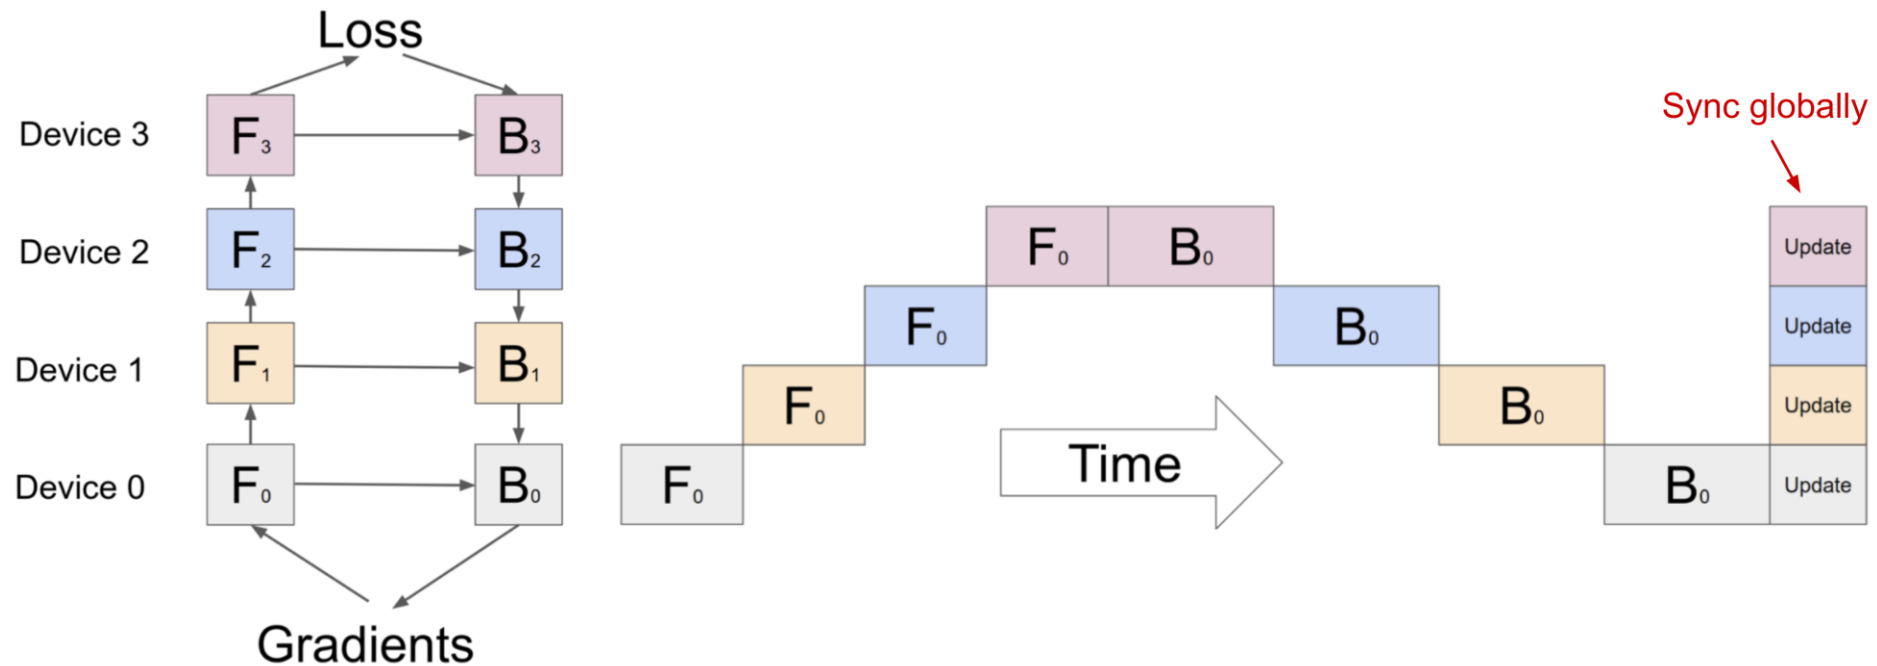 Loss
Device 3
F₃
B₃
Device 2
F₂
B₂
Device 1
F₁
B₁
Device 0
F₀
B₀
Gradients
Sync globally
F₀
B₀
Update
F₀
B₀
Update
F₀
B₀
Update
F₀
Time
B₀
Update